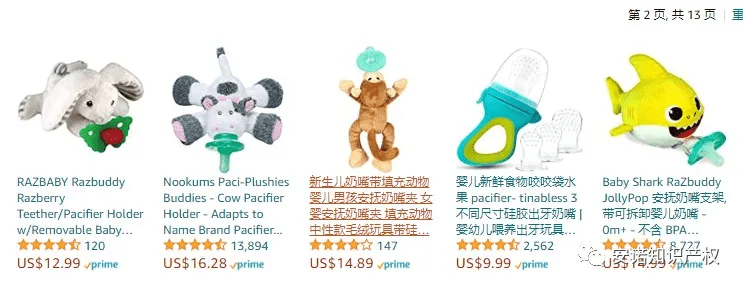 第 2 页, 共 13 页 | 重
RAZBABY Razbuddy
Razberry
Teether/Pacifier Holder
w/Removable Baby…
120
US$12.99 prime
Nookums Paci-Plushies
Buddies - Cow Pacifier
Holder - Adapts to
Name Brand Pacifier…
13,894
US$16.28 prime
新生儿奶嘴带填充动物
婴儿男孩安抚奶嘴夹 女
婴安抚奶嘴夹 填充动物
中性款毛绒玩具带硅…
147
US$14.89 prime
婴儿新鲜食物咬咬袋水
果 pacifier- tinabless 3
不同尺寸硅胶出牙奶嘴 |
婴幼儿喂养出牙玩具…
2,562
US$9.99 prime
Baby Shark RaZbuddy
JollyPop 安抚奶嘴支架,
带可拆卸婴儿奶嘴 -
0m+ - 不含 BPA…
8,727
US$14.99 prime
安诺知识产权